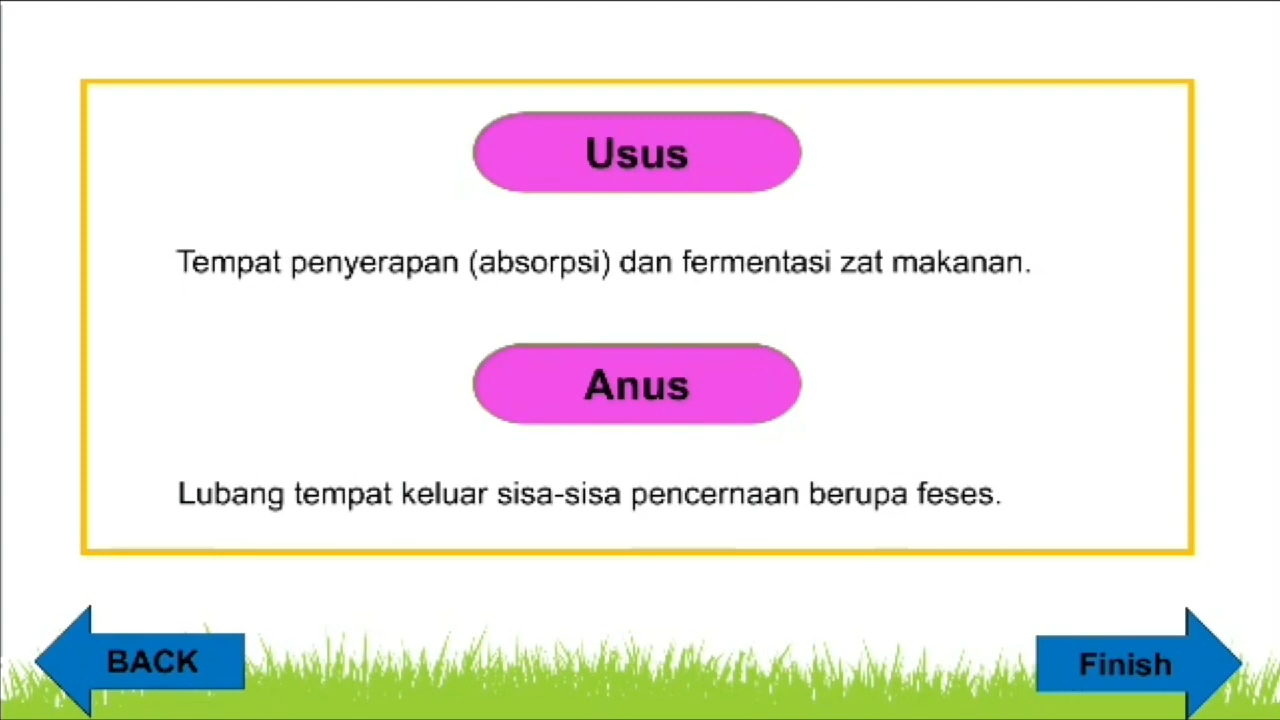 Usus
Tempat penyerapan (absorpsi) dan fermentasi zat makanan.
Anus
Lubang tempat keluar sisa-sisa pencernaan berupa feses.
BACK
Finish